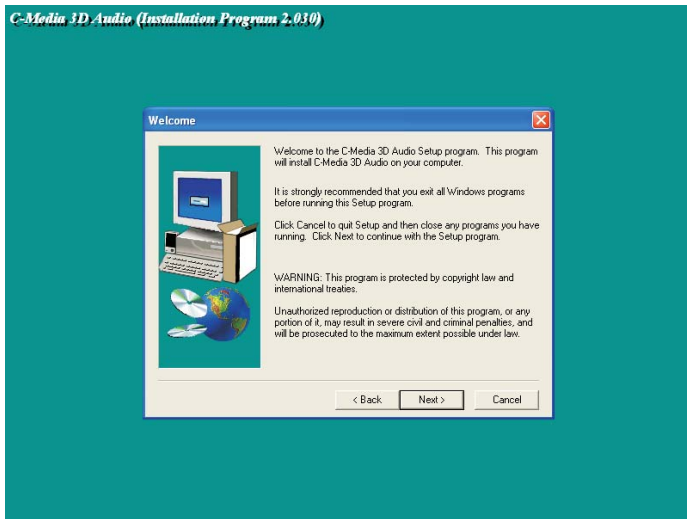 C-Media 3D Audio (Installation Program 2.030)
Welcome
Welcome to the C-Media 3D Audio Setup program. This program
will install C-Media 3D Audio on your computer.
It is strongly recommended that you exit all Windows programs
before running this Setup program.
Click Cancel to quit Setup and then close any programs you have
running. Click Next to continue with the Setup program.
WARNING: This program is protected by copyright law and
international treaties.
Unauthorized reproduction or distribution of this program, or any
portion of it, may result in severe civil and criminal penalties, and
will be prosecuted to the maximum extent possible under law.
< Back Next > Cancel